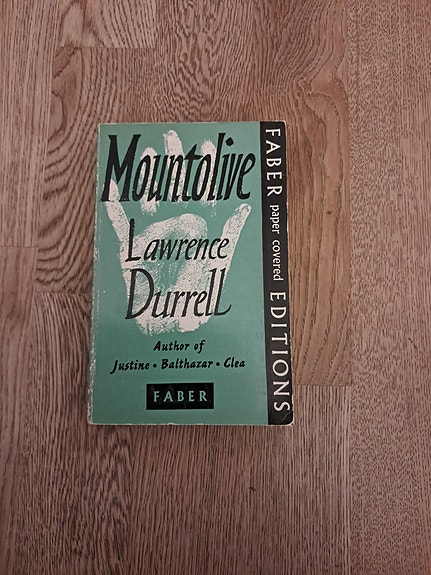 Mountolive
Lawrence
Durrell
Author of
Justine • Balthazar • Clea
FABER
FABER paper covered EDITIONS